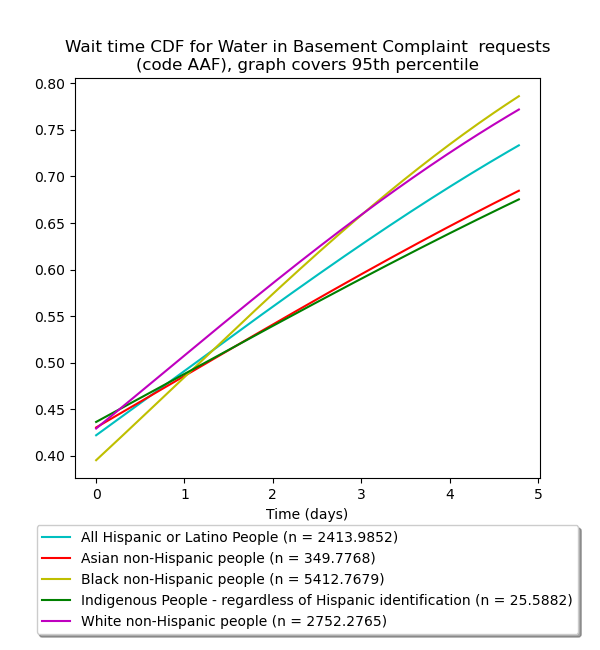 Wait time CDF for Water in Basement Complaint  requests
(code AAF), graph covers 95th percentile
0.80
0.75
0.70
0.65
0.60
0.55
0.50
0.45
0.40
0 1 2 3 4 5
Time (days)
All Hispanic or Latino People (n = 2413.9852)
Asian non-Hispanic people (n = 349.7768)
Black non-Hispanic people (n = 5412.7679)
Indigenous People - regardless of Hispanic identification (n = 25.5882)
White non-Hispanic people (n = 2752.2765)